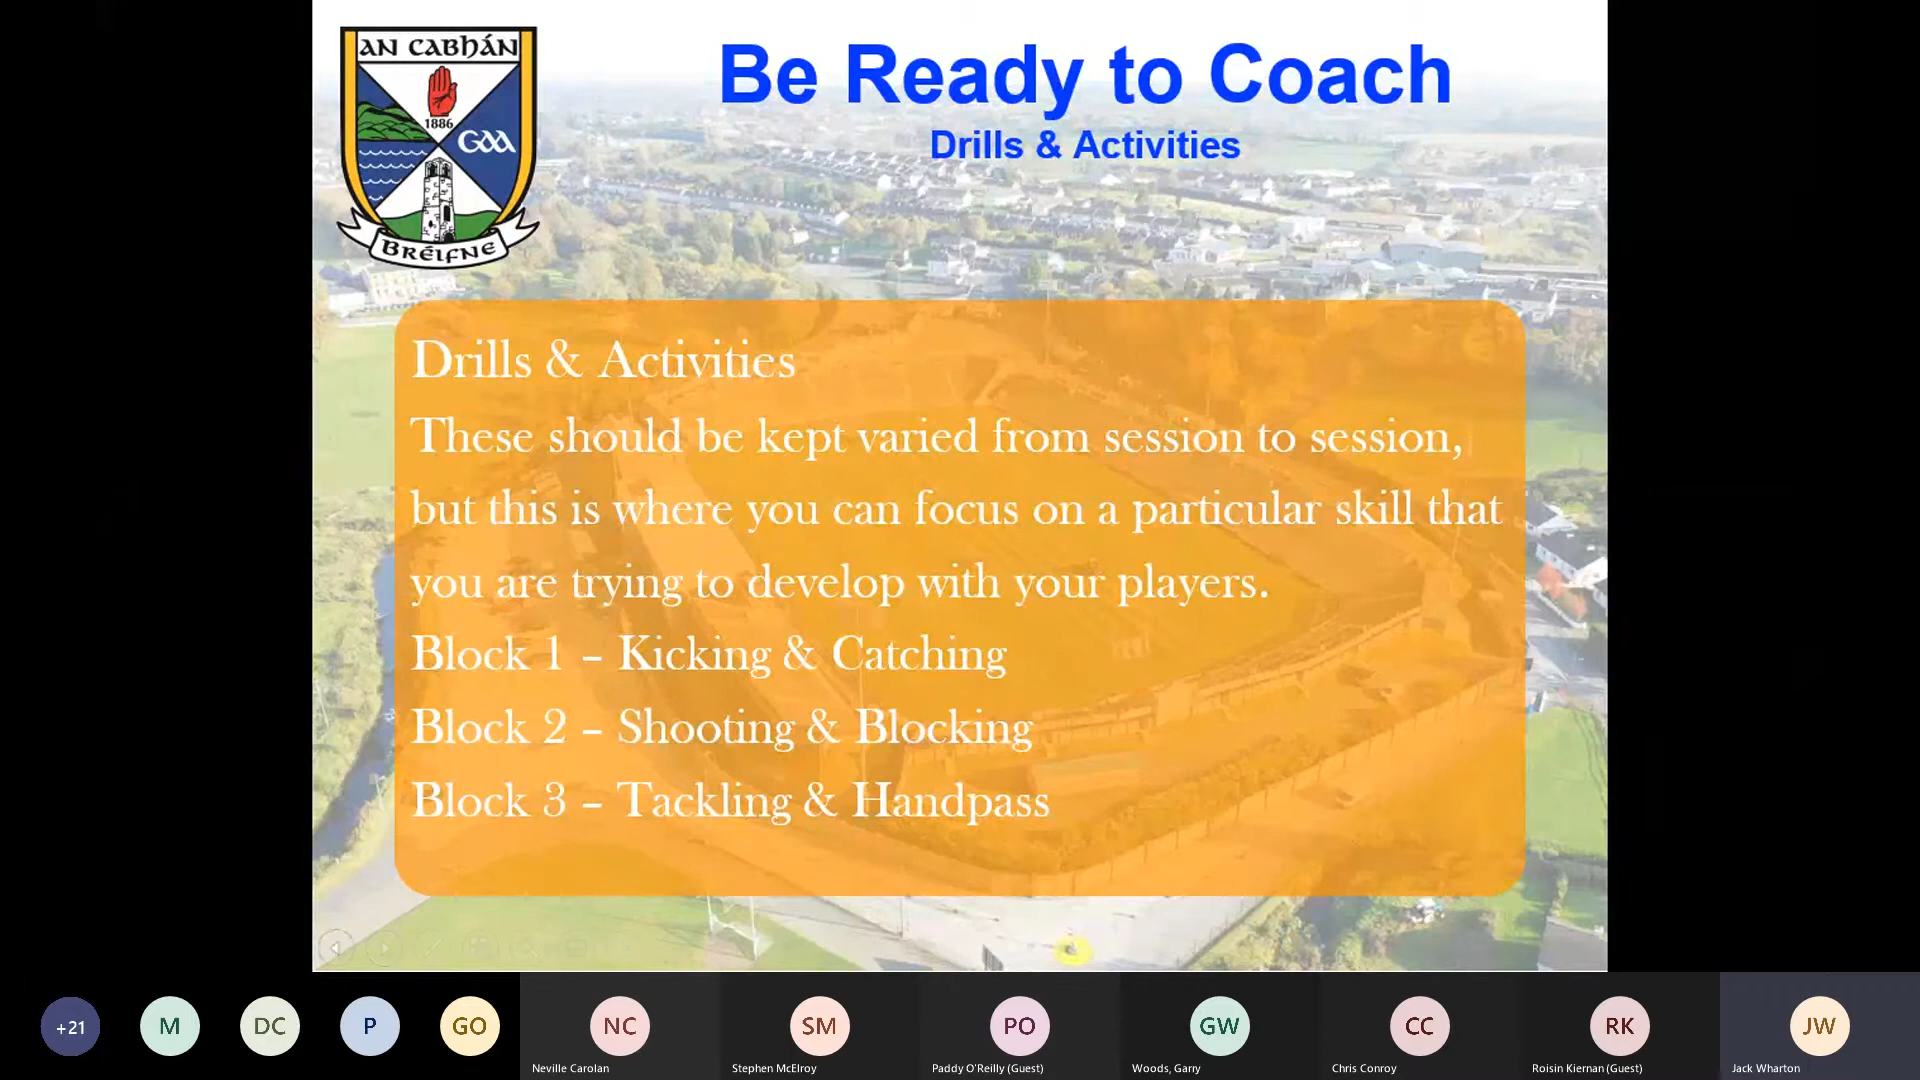 AN CABHÁN
1886
GAA
BRÉIFNE
Be Ready to Coach
Drills & Activities
Drills & Activities
These should be kept varied from session to session,
but this is where you can focus on a particular skill that
you are trying to develop with your players.
Block 1 – Kicking & Catching
Block 2 – Shooting & Blocking
Block 3 – Tackling & Handpass
+21
M
DC
P
GO
NC
SM
PO
GW
CC
RK
JW
Neville Carolan
Stephen McElroy
Paddy O'Reilly (Guest)
Woods, Garry
Chris Conroy
Roisin Kiernan (Guest)
Jack Wharton